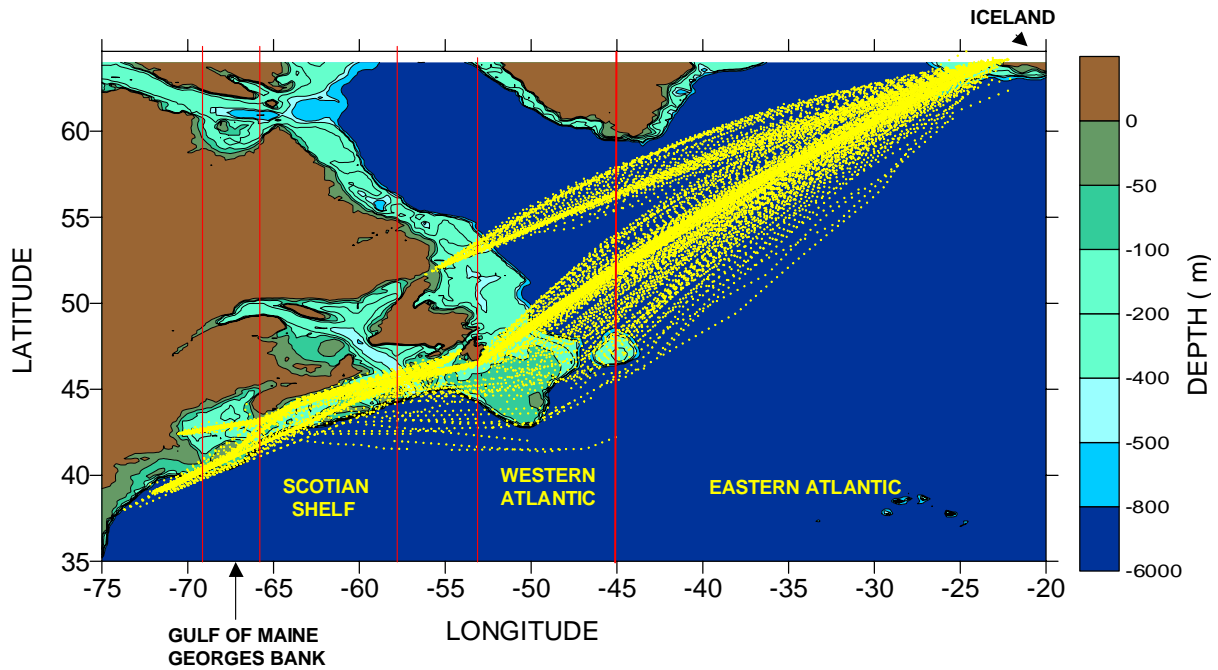 ICELAND
60
55
50
45
40
35
LATITUDE
SCOTIAN
SHELF
WESTERN
ATLANTIC
EASTERN ATLANTIC
-75
-70
-65
-60
-55
-50
-45
-40
-35
-30
-25
-20
LONGITUDE
GULF OF MAINE
GEORGES BANK
0
-50
-100
-200
-400
-500
-800
-6000
DEPTH ( m)